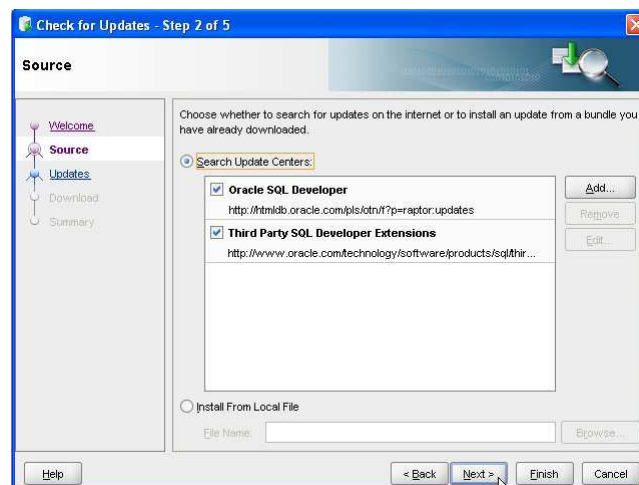 Check for Updates - Step 2 of 5
Source
Welcome
Source
Updates
Download
Summary
Choose whether to search for updates on the internet or to install an update from a bundle you
have already downloaded.
Search Update Centers:
Oracle SQL Developer
http://htmldb.oracle.com/pls/otn/f?p=raptor:updates
Third Party SQL Developer Extensions
http://www.oracle.com/technology/software/products/sql/thir...
Add...
Remove
Edit...
Install From Local File
File Name:
Browse...
Help
< Back
Next >
Finish
Cancel